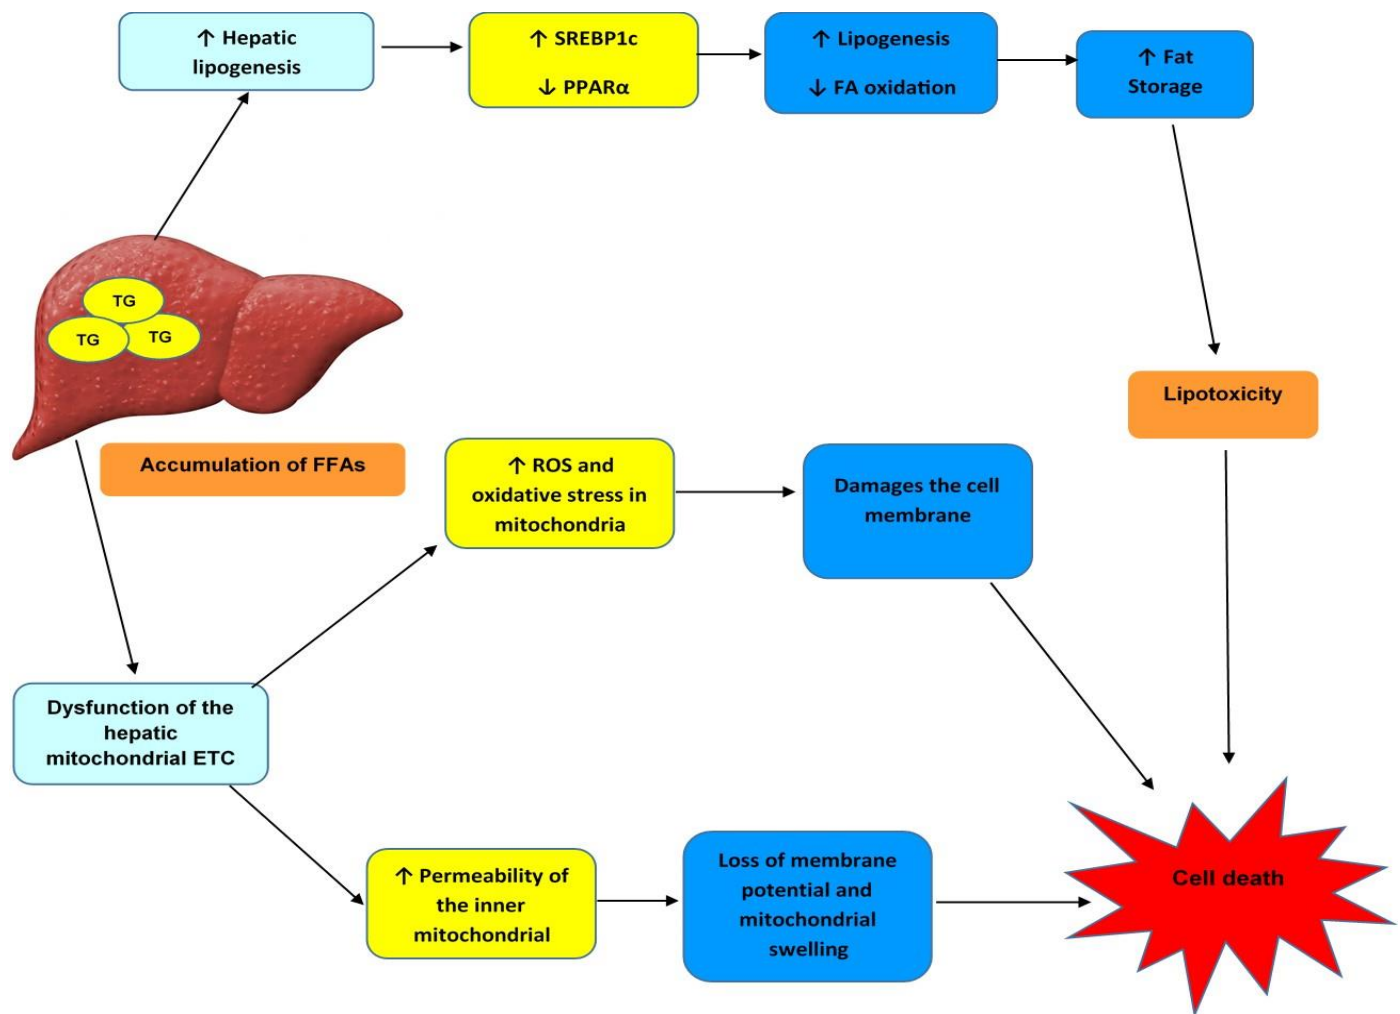 ↑ Hepatic
lipogenesis
↑ SREBP1c
↓ PPARα
↑ Lipogenesis
↓ FA oxidation
↑ Fat
Storage
TG
TG
TG
Lipotoxicity
Accumulation of FFAs
↑ ROS and
oxidative stress in
mitochondria
Damages the cell
membrane
Dysfunction of the
hepatic
mitochondrial ETC
↑ Permeability of
the inner
mitochondrial
Loss of membrane
potential and
mitochondrial
swelling
Cell death